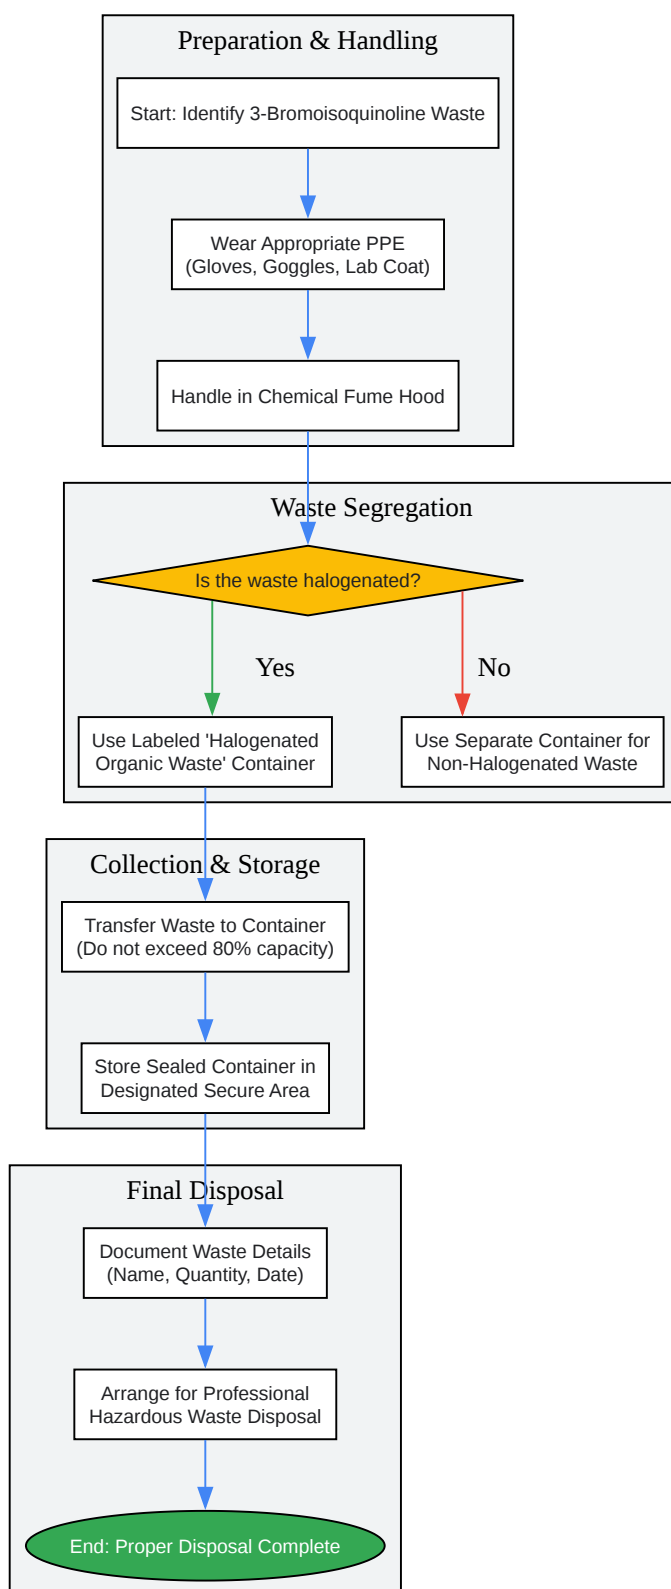 Preparation & Handling
Start: Identify 3-Bromoisoquinoline Waste
Wear Appropriate PPE
(Gloves, Goggles, Lab Coat)
Handle in Chemical Fume Hood
Waste Segregation
Is the waste halogenated?
Yes
No
Use Labeled 'Halogenated
Organic Waste' Container
Use Separate Container for
Non-Halogenated Waste
Collection & Storage
Transfer Waste to Container
(Do not exceed 80% capacity)
Store Sealed Container in
Designated Secure Area
Final Disposal
Document Waste Details
(Name, Quantity, Date)
Arrange for Professional
Hazardous Waste Disposal
End: Proper Disposal Complete